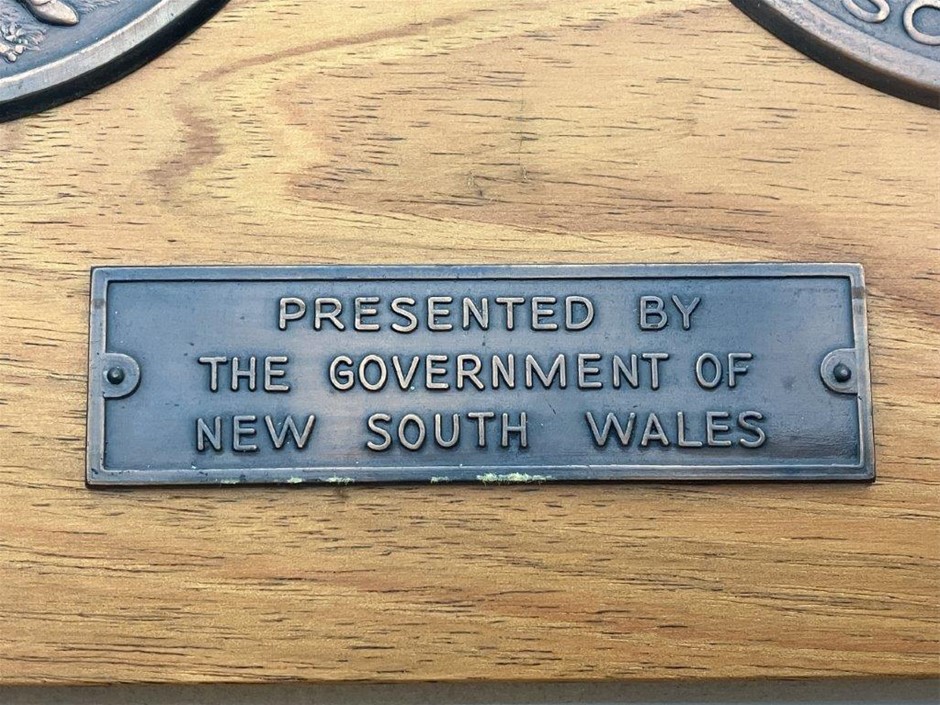 PRESENTED BY
THE GOVERNMENT OF
NEW SOUTH WALES